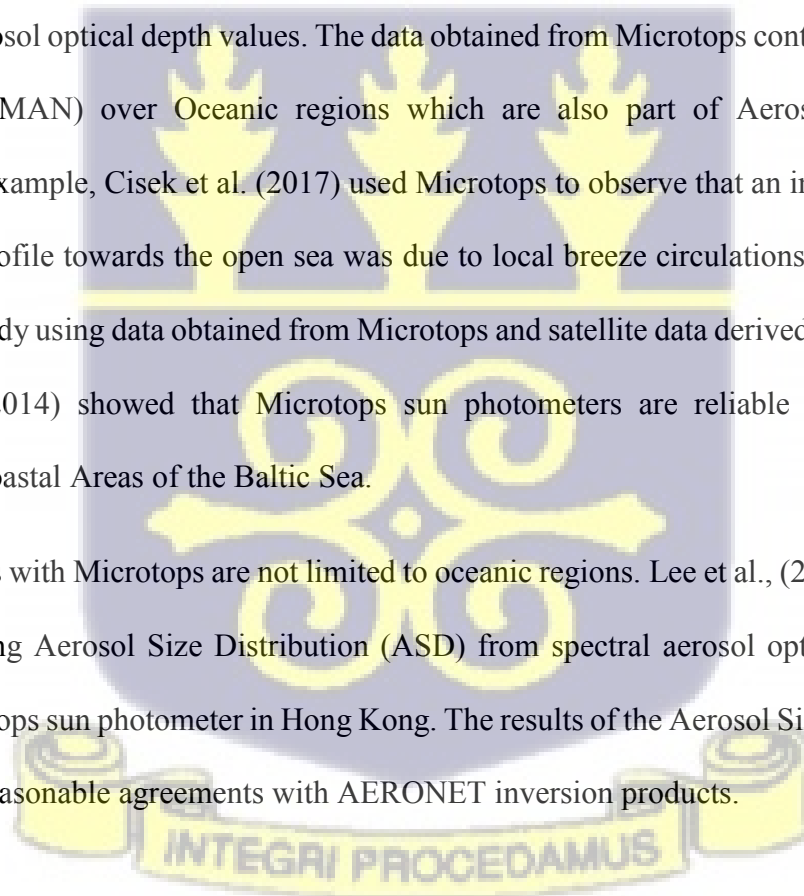 osol optical depth values. The data obtained from Microtops cont
MAN) over Oceanic regions which are also part of Aeros
xample, Cisek et al. (2017) used Microtops to observe that an in
ofile towards the open sea was due to local breeze circulations
dy using data obtained from Microtops and satellite data derived
2014) showed that Microtops sun photometers are reliable
oastal Areas of the Baltic Sea.
s with Microtops are not limited to oceanic regions. Lee et al., (2
ng Aerosol Size Distribution (ASD) from spectral aerosol opt
ops sun photometer in Hong Kong. The results of the Aerosol Si
easonable agreements with AERONET inversion products.
INTEGRI PROCEDAMUS